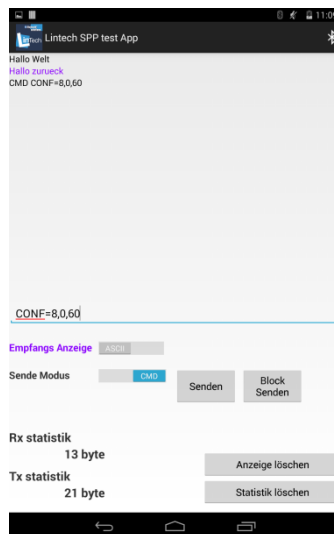 11:09
LinTech
Lintech SPP test App
Hallo Welt
Hallo zurueck
CMD CONF=8,0,60
CONF=8,0,60
Empfangs Anzeige
ASCII
Sende Modus
CMD
Senden
Block
Senden
Rx statistik
13 byte
Anzeige löschen
Tx statistik
21 byte
Statistik löschen